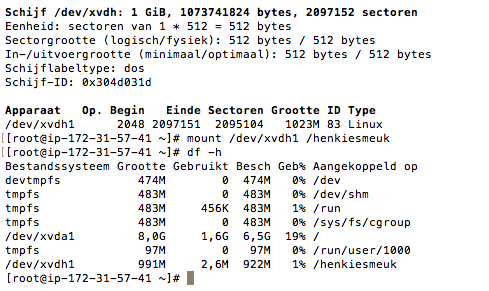 Schijf /dev/xvdh: 1 GiB, 1073741824 bytes, 2097152 sectoren
Eenheid: sectoren van 1 * 512 = 512 bytes
Sectorgrootte (logisch/fysiek): 512 bytes / 512 bytes
In-/uitvoergrootte (minimaal/optimaal): 512 bytes / 512 bytes
Schijflabeltype: dos
Schijf-ID: 0x304d031d
Apparaat Op. Begin Einde Sectoren Grootte ID Type
/dev/xvdh1 2048 2097151 2095104 1023M 83 Linux
[[root@ip-172-31-57-41 ~]# mount /dev/xvdh1 /henkiesmeuk
[[root@ip-172-31-57-41 ~]# df -h
Bestandssysteem Grootte Gebruikt Besch Geb% Aangekoppeld op
devtmpfs 474M 0 474M 0% /dev
tmpfs 483M 0 483M 0% /dev/shm
tmpfs 483M 456K 483M 1% /run
tmpfs 483M 0 483M 0% /sys/fs/cgroup
/dev/xvda1 8,0G 1,6G 6,5G 19% /
tmpfs 97M 0 97M 0% /run/user/1000
/dev/xvdh1 991M 2,6M 922M 1% /henkiesmeuk
[root@ip-172-31-57-41 ~]#